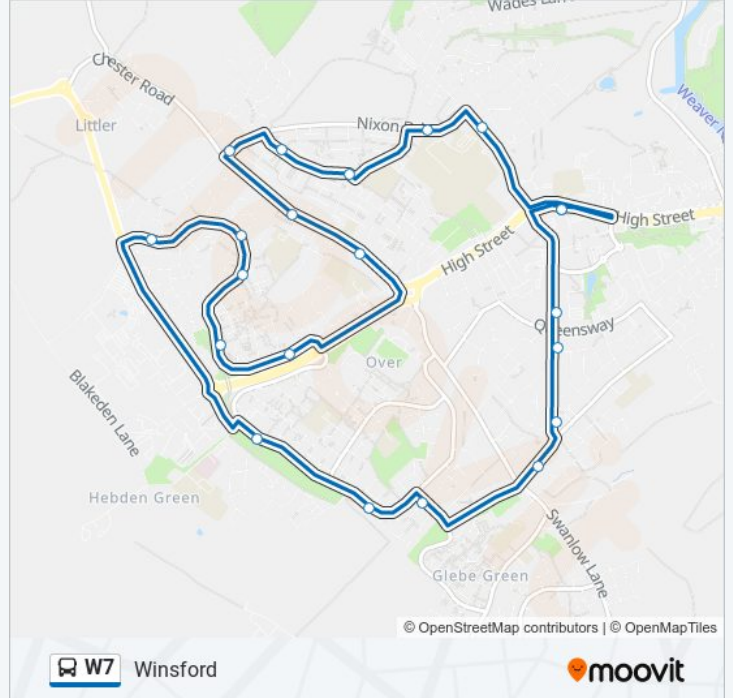 Wades Lane
Chester Road
Littler
Nixon
Weaver
High Street
High Street
Queensway
Over
Blakeden Lane
Hebden Green
Swanlow Lane
Glebe Green
© OpenStreetMap contributors | © OpenMapTiles
W7 Winsford
moovit